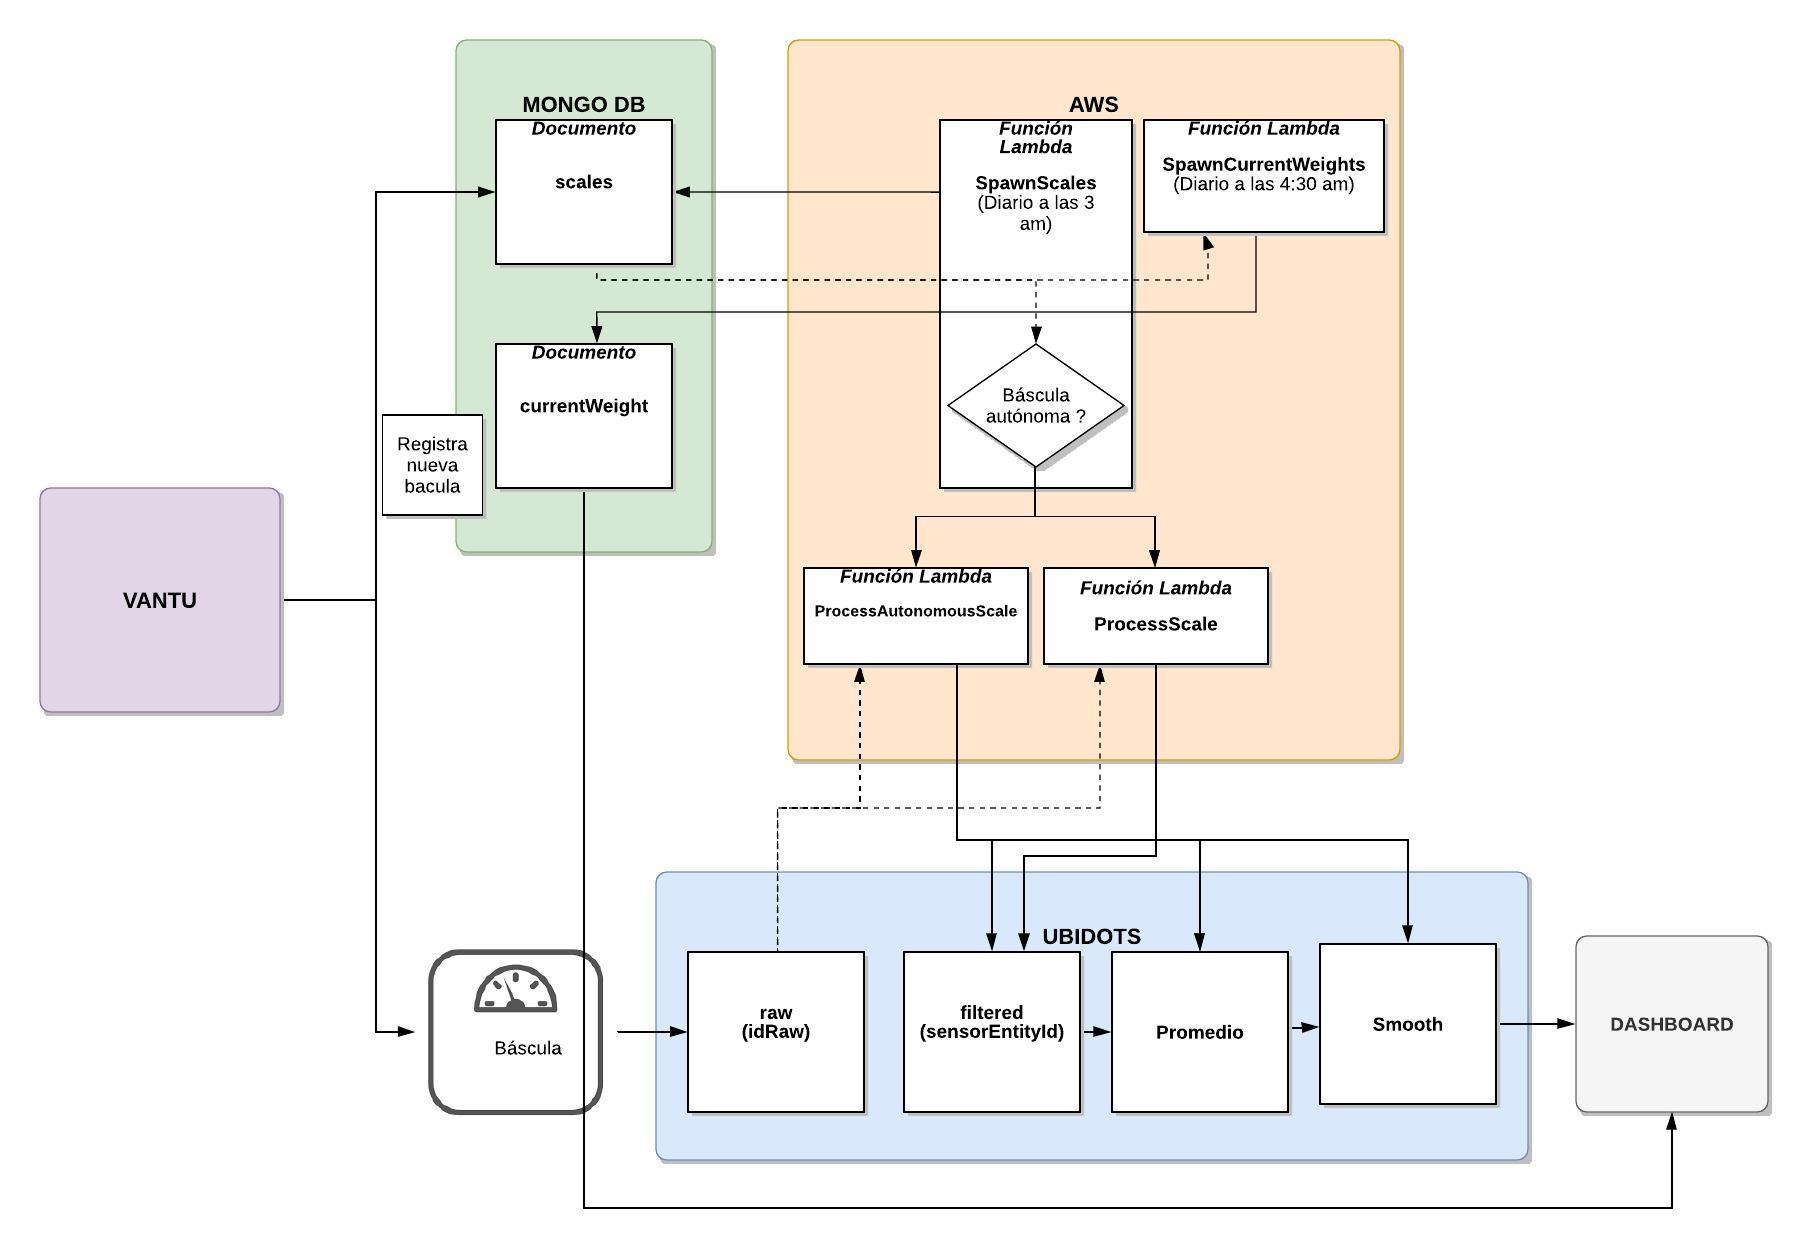 MONGO DB
Documento
scales
Documento
currentWeight
Registra
nueva
bacula
VANTU
AWS
Función
Lambda
SpawnScales
(Diario a las 3
am)
Función Lambda
SpawnCurrentWeights
(Diario a las 4:30 am)
Báscula
autónoma ?
Función Lambda
ProcessAutonomousScale
Función Lambda
ProcessScale
Báscula
UBIDOTS
raw
(idRaw)
filtered
(sensorEntityId)
Promedio
Smooth
DASHBOARD